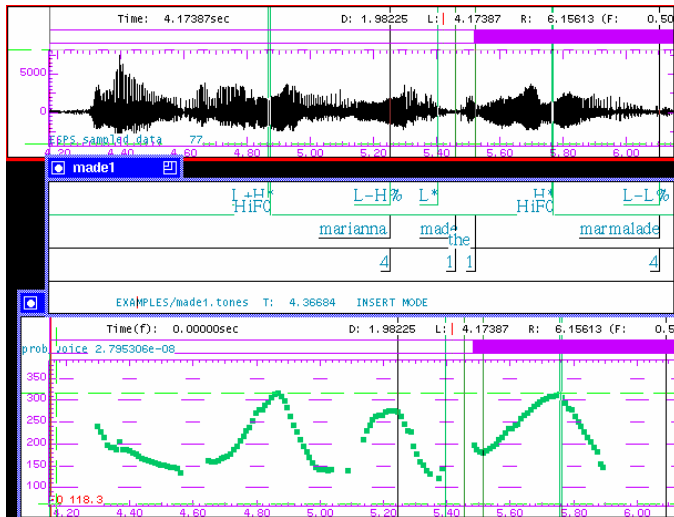 Time: 4.17387sec D: 1.98225 L: 4.17387 R: 6.15613 (F: 0.50
5000
0
ESPS sampled data 77
4.20 4.40 4.60 4.80 5.00 5.20 5.40 5.60 5.80 6.00
made1
L+H* L-H% L* H* L-L%
HiF0 HiF0
marianna made the marmalade
4 1 1 4
EXAMPLES/made1.tones T: 4.36684 INSERT MODE
Time(f): 0.00000sec D: 1.98225 L: 4.17387 R: 6.15613 (F: 0.5
prob_voice 2.795306e-08
350
300
250
200
150
100
0 118.3
4.20 4.40 4.60 4.80 5.00 5.20 5.40 5.60 5.80 6.00